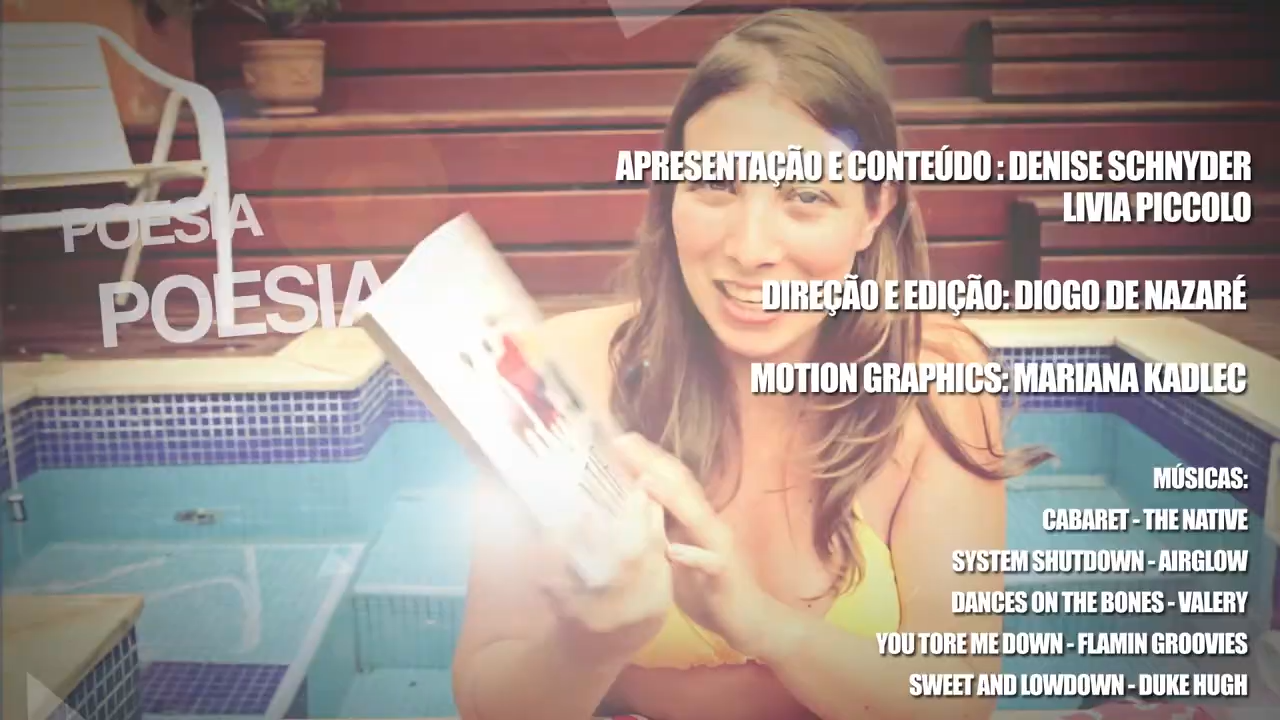 POESIA
POESIA
APRESENTAÇÃO E CONTEÚDO : DENISE SCHNYDER
LIVIA PICCOLO
DIREÇÃO E EDIÇÃO: DIOGO DE NAZARÉ
MOTION GRAPHICS: MARIANA KADLEC
MÚSICAS:
CABARET - THE NATIVE
SYSTEM SHUTDOWN - AIRGLOW
DANCES ON THE BONES - VALERY
YOU TORE ME DOWN - FLAMIN GROOVIES
SWEET AND LOWDOWN - DUKE HUGH